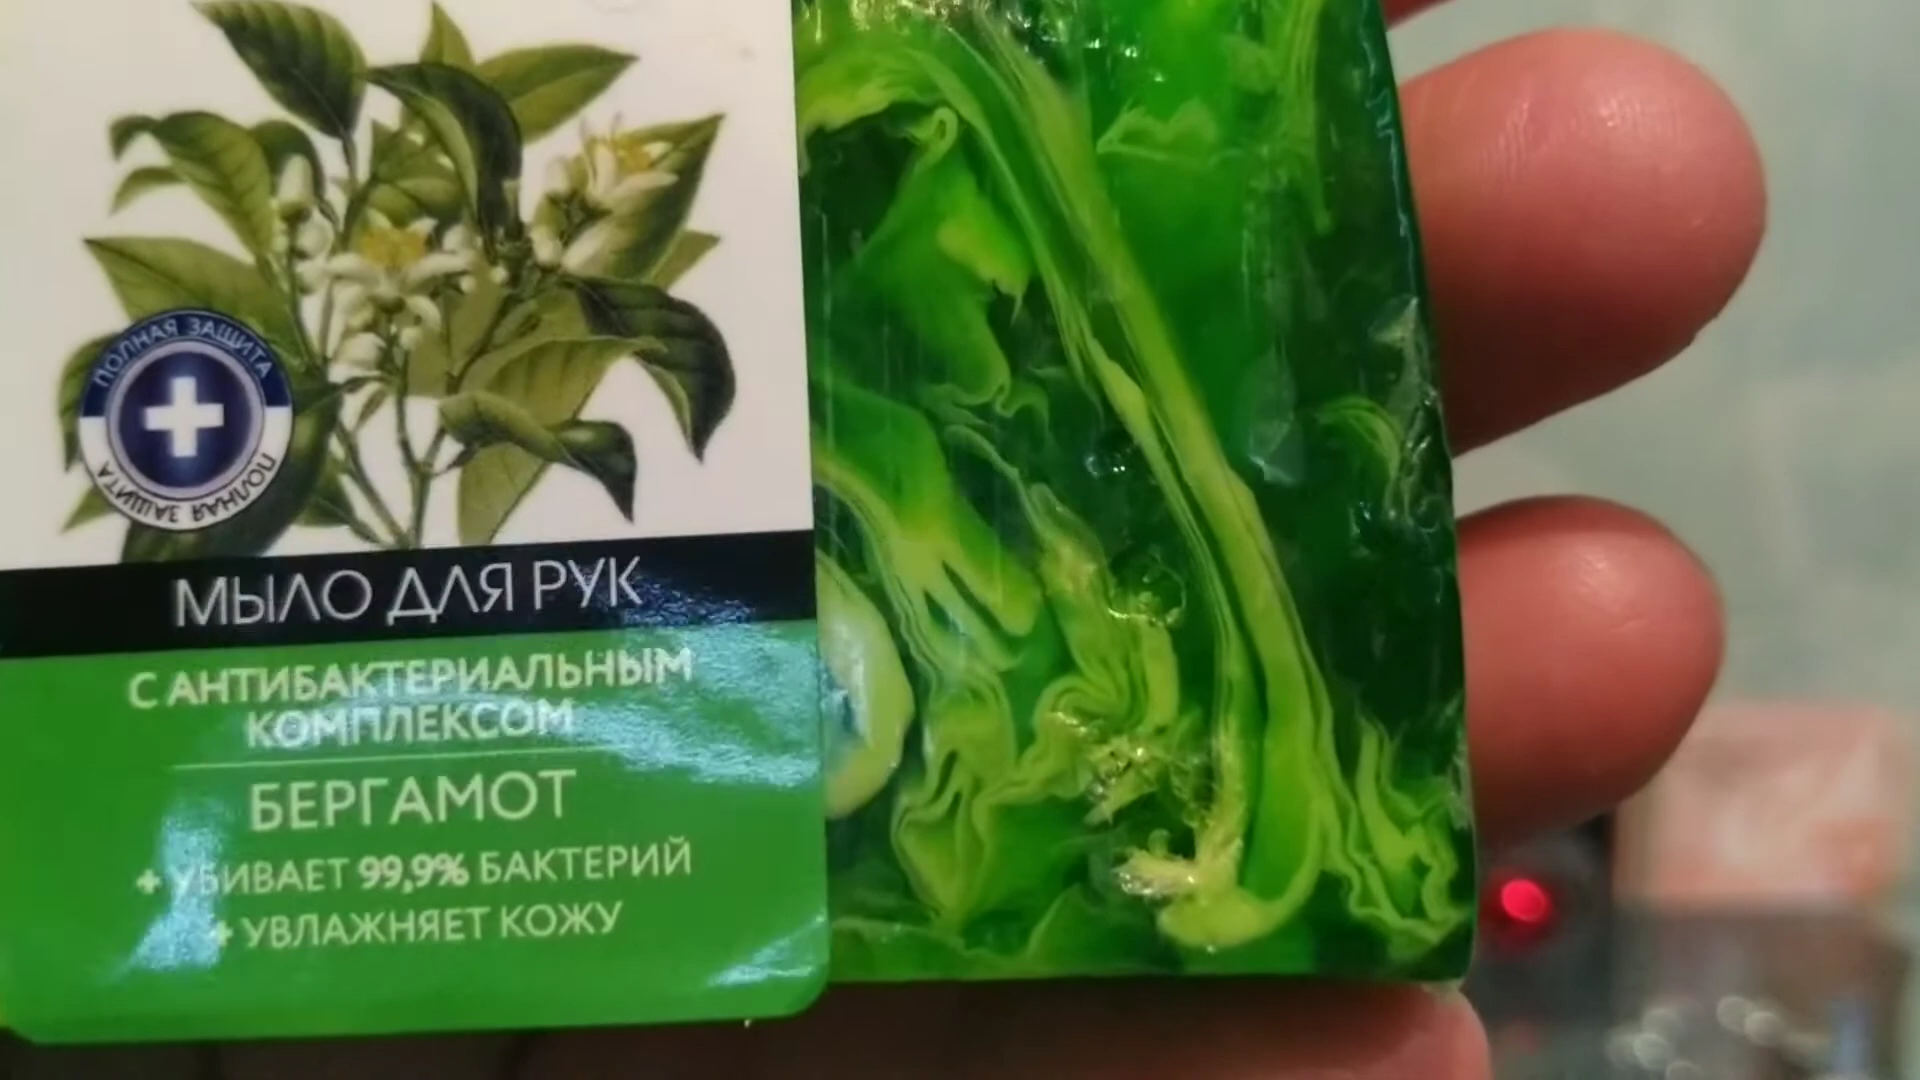 ПОЛНАЯ ЗАЩИТА
ПОЛНАЯ ЗАЩИТА
МЫЛО ДЛЯ РУК
С АНТИБАКТЕРИАЛЬНЫМ
КОМПЛЕКСОМ
БЕРГАМОТ
+ УБИВАЕТ 99,9% БАКТЕРИЙ
+ УВЛАЖНЯЕТ КОЖУ